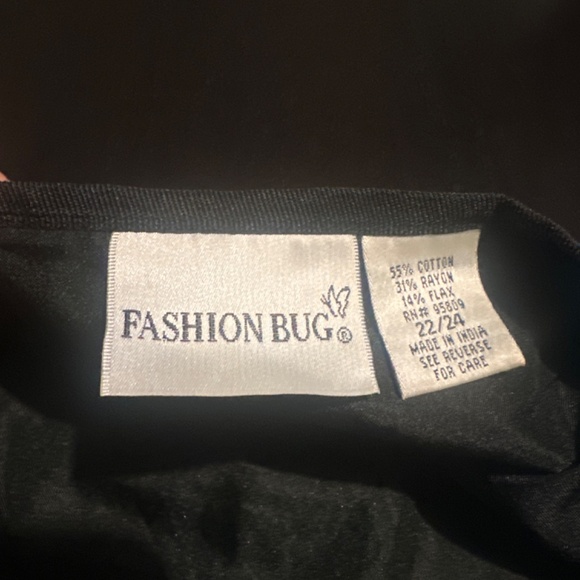 FASHION BUG®
55% COTTON
31% RAYON
14% FLAX
RN# 95809
22/24
MADE IN INDIA
SEE REVERSE
FOR CARE